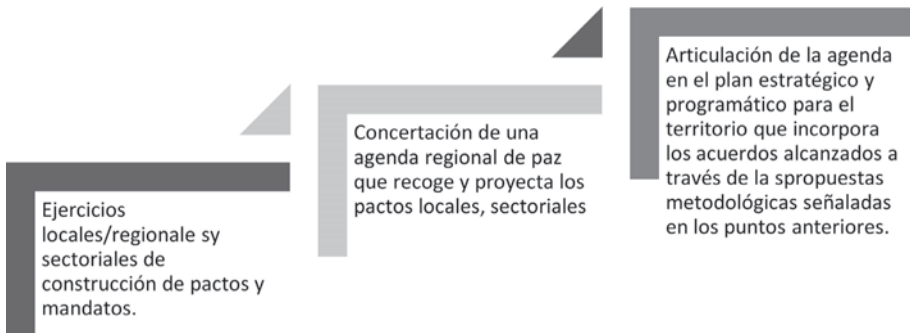 Ejercicios
locales/regionale sy
sectoriales de
construcción de pactos y
mandatos.
Concertación de una
agenda regional de paz
que recoge y proyecta los
pactos locales, sectoriales
Articulación de la agenda
en el plan estratégico y
programático para el
territorio que incorpora
los acuerdos alcanzados a
través de la spropuestas
metodológicas señaladas
en los puntos anteriores.